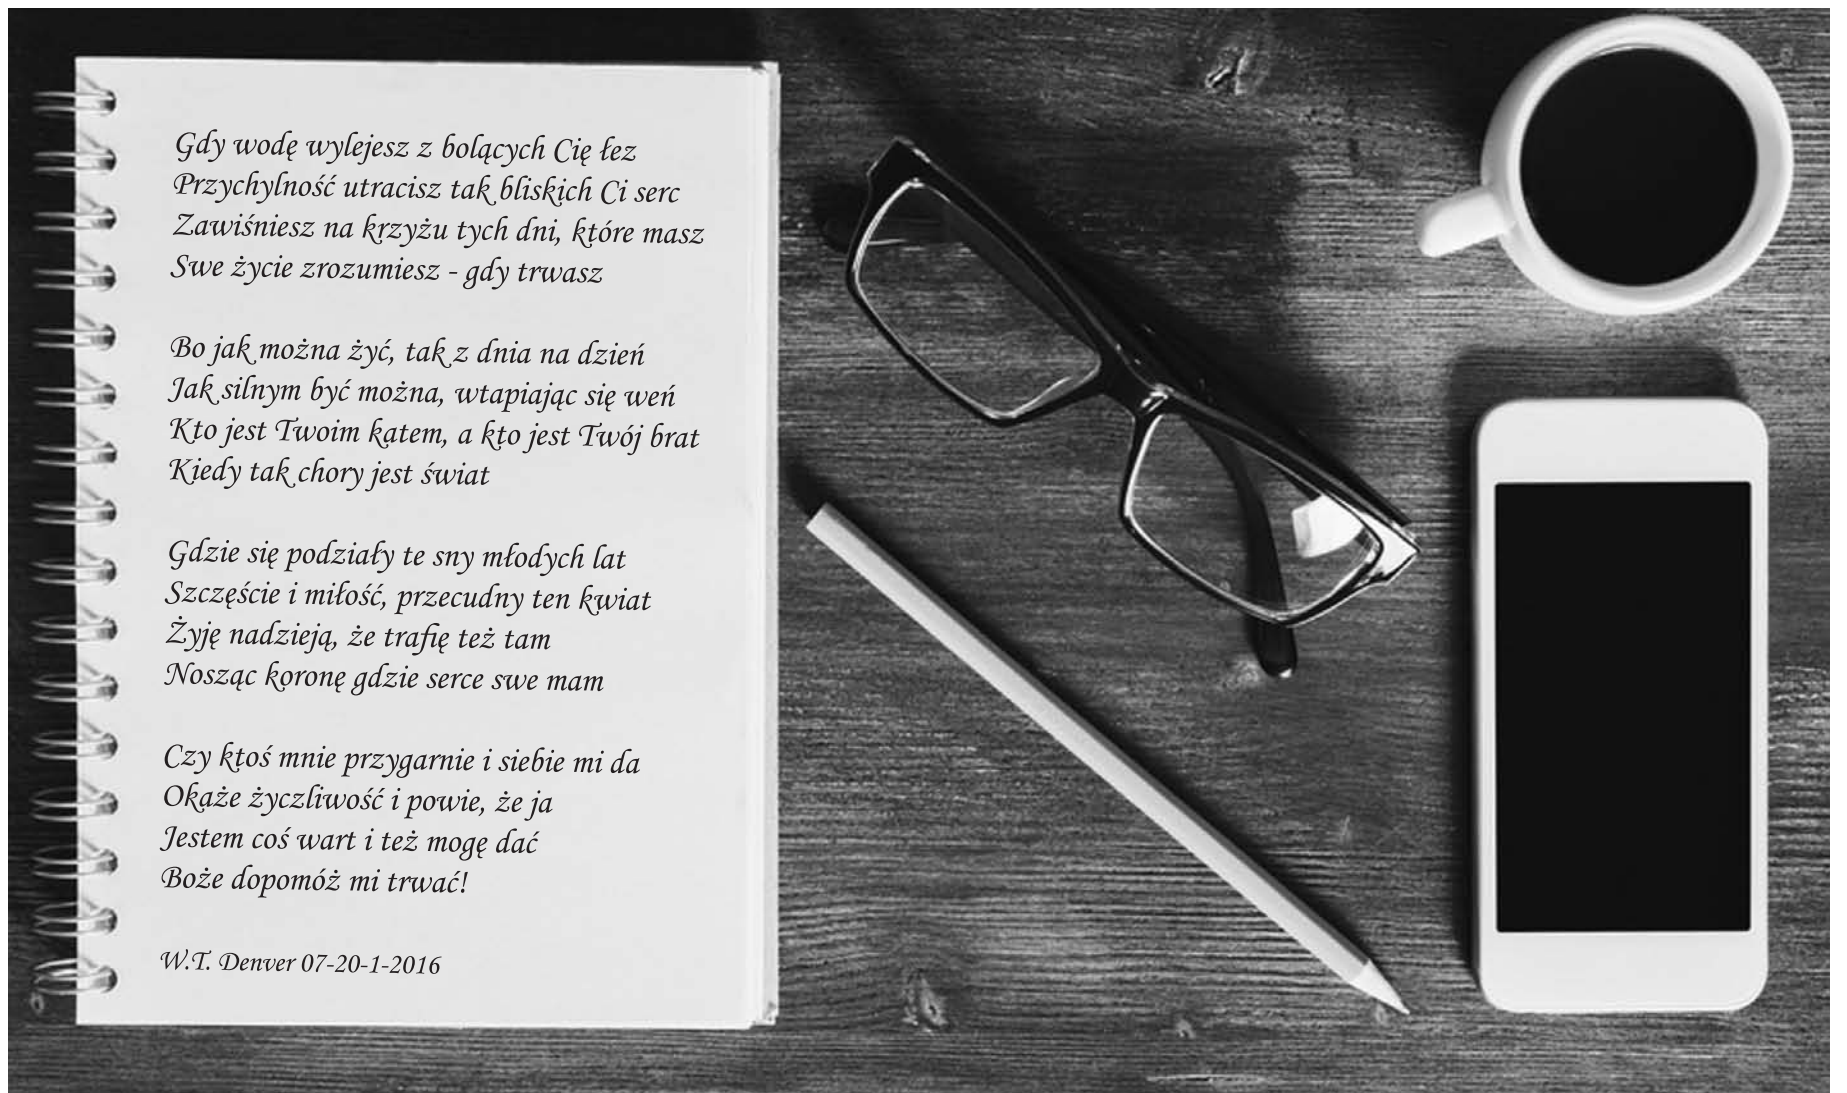 Gdy wodę wylejesz z bolących Cię łez
Przychylność utracisz tak bliskich Ci serc
Zawiśniesz na krzyżu tych dni, które masz
Swe życie zrozumiesz - gdy trwasz
Bo jak można żyć, tak z dnia na dzień
Jak silnym być można, wtapiając się weń
Kto jest Twoim katem, a kto jest Twój brat
Kiedy tak chory jest świat
Gdzie się podziały te sny młodych lat
Szczęście i miłość, przecudny ten kwiat
Żyję nadzieją, że trafię też tam
Nosząc koronę gdzie serce swe mam
Czy ktoś mnie przygarnie i siebie mi da
Okaże życzliwość i powie, że ja
Jestem coś wart i też mogę dać
Boże dopomóż mi trwać!
W.T. Denver 07-20-1-2016